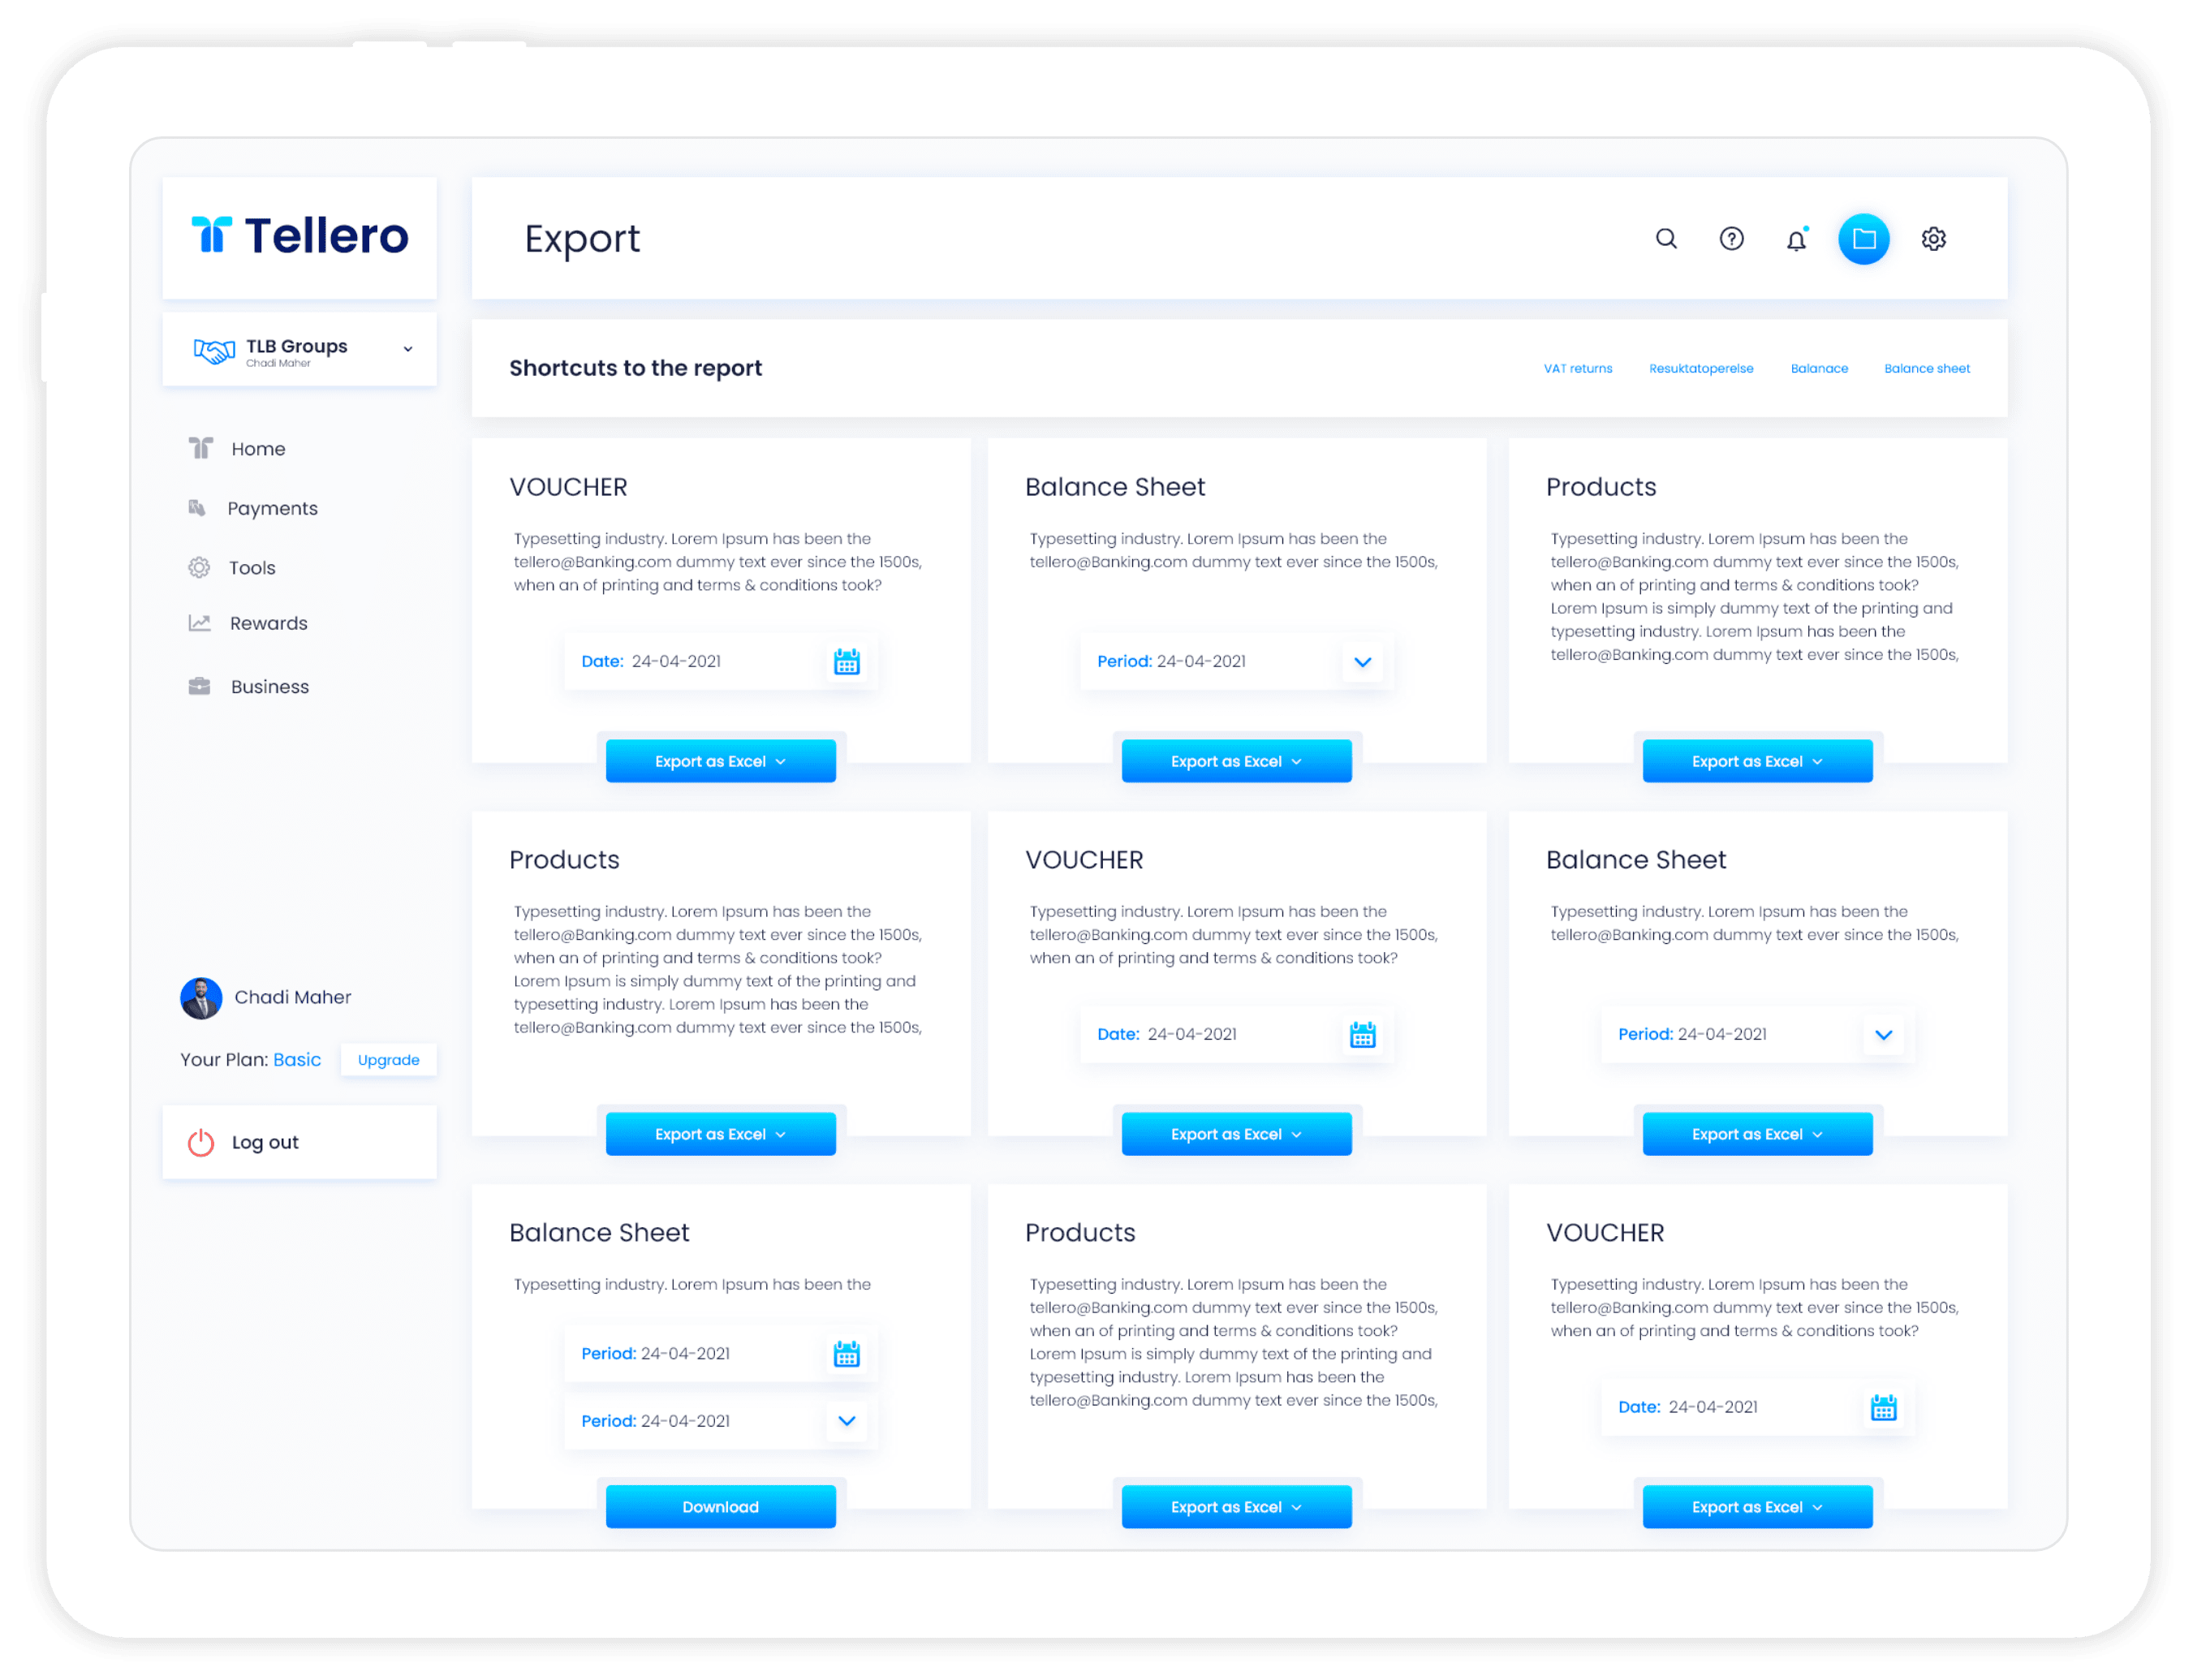 Tellero
Export
TLB Groups
Chadi Maher
Shortcuts to the report
VAT returns
Resuktatoperelse
Balanace
Balance sheet
Home
Payments
Tools
Rewards
Business
VOUCHER
Typesetting industry. Lorem Ipsum has been the
tellero@Banking.com dummy text ever since the 1500s,
when an of printing and terms & conditions took?
Date: 24-04-2021
Export as Excel
Balance Sheet
Typesetting industry. Lorem Ipsum has been the
tellero@Banking.com dummy text ever since the 1500s,
Period: 24-04-2021
Export as Excel
Products
Typesetting industry. Lorem Ipsum has been the
tellero@Banking.com dummy text ever since the 1500s,
when an of printing and terms & conditions took?
Lorem Ipsum is simply dummy text of the printing and
typesetting industry. Lorem Ipsum has been the
tellero@Banking.com dummy text ever since the 1500s,
Export as Excel
Products
Typesetting industry. Lorem Ipsum has been the
tellero@Banking.com dummy text ever since the 1500s,
when an of printing and terms & conditions took?
Lorem Ipsum is simply dummy text of the printing and
typesetting industry. Lorem Ipsum has been the
tellero@Banking.com dummy text ever since the 1500s,
Export as Excel
VOUCHER
Typesetting industry. Lorem Ipsum has been the
tellero@Banking.com dummy text ever since the 1500s,
when an of printing and terms & conditions took?
Date: 24-04-2021
Export as Excel
Balance Sheet
Typesetting industry. Lorem Ipsum has been the
tellero@Banking.com dummy text ever since the 1500s,
Period: 24-04-2021
Export as Excel
Chadi Maher
Your Plan: Basic
Upgrade
Log out
Balance Sheet
Typesetting industry. Lorem Ipsum has been the
Period: 24-04-2021
Period: 24-04-2021
Download
Products
Typesetting industry. Lorem Ipsum has been the
tellero@Banking.com dummy text ever since the 1500s,
when an of printing and terms & conditions took?
Lorem Ipsum is simply dummy text of the printing and
typesetting industry. Lorem Ipsum has been the
tellero@Banking.com dummy text ever since the 1500s,
Export as Excel
VOUCHER
Typesetting industry. Lorem Ipsum has been the
tellero@Banking.com dummy text ever since the 1500s,
when an of printing and terms & conditions took?
Date: 24-04-2021
Export as Excel